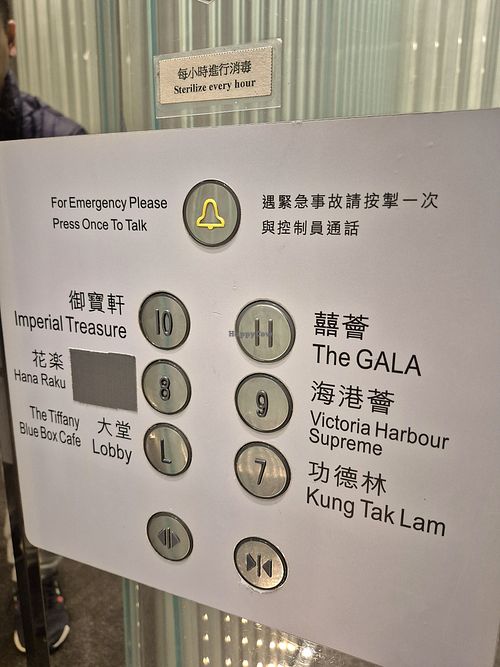 每小時進行消毒
Sterilize every hour
For Emergency Please
Press Once To Talk
遇緊急事故請按掣一次
與控制員通話
御寶軒
Imperial Treasure
10
11
囍薈
The GALA
HappyCow
花楽
Hana Raku
8
9
海港薈
Victoria Harbour
Supreme
The Tiffany
Blue Box Cafe
大堂
Lobby
L
7
功德林
Kung Tak Lam